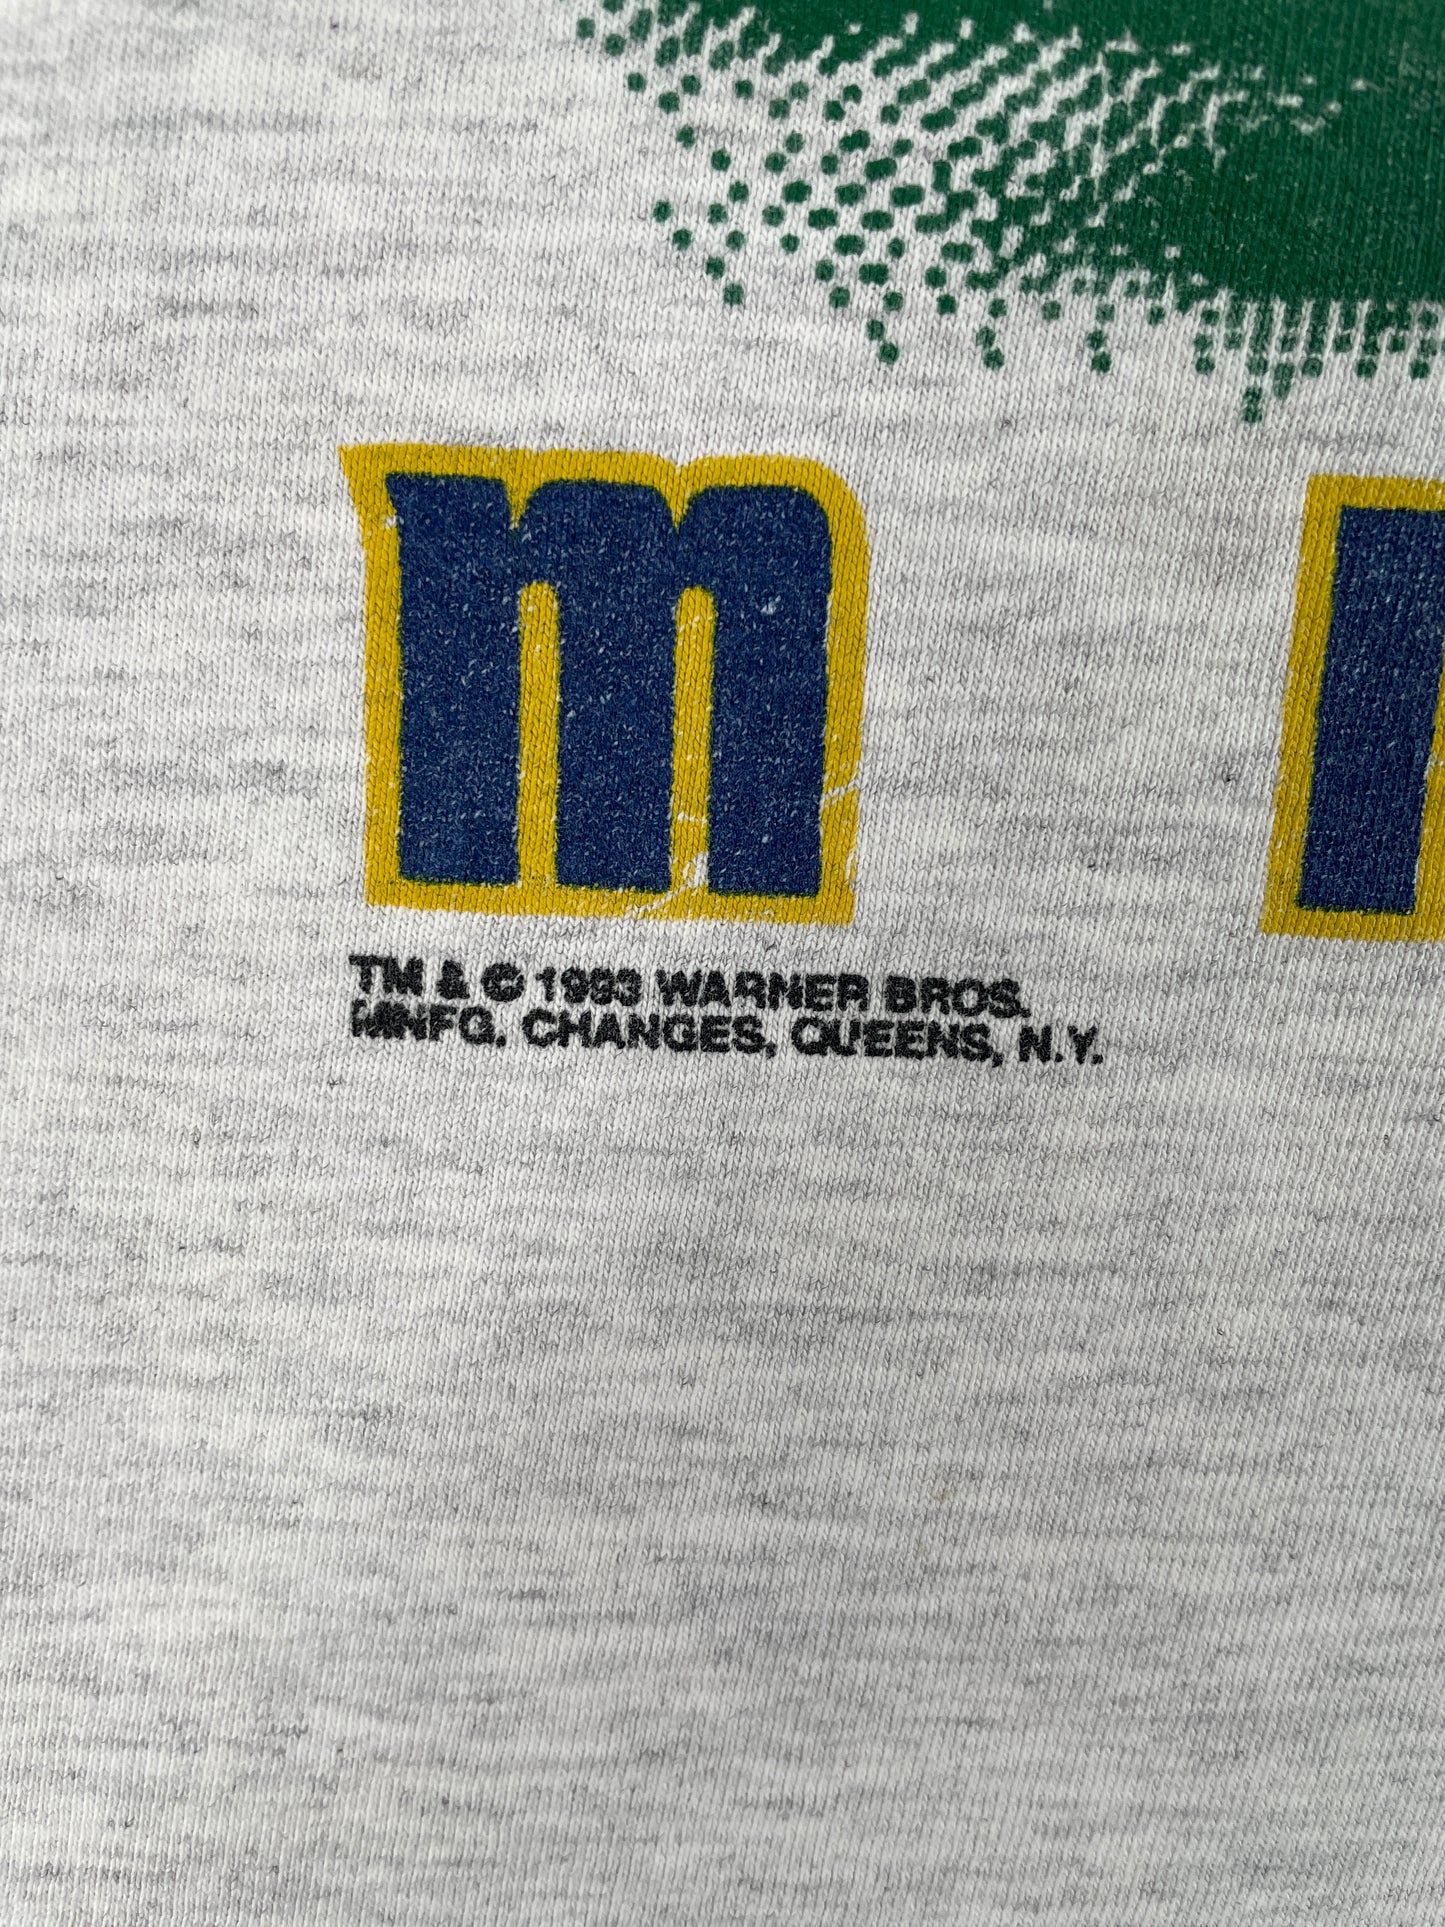 m
TM & © 1993 WARNER BROS.
MNFG. CHANGES, QUEENS, N.Y.